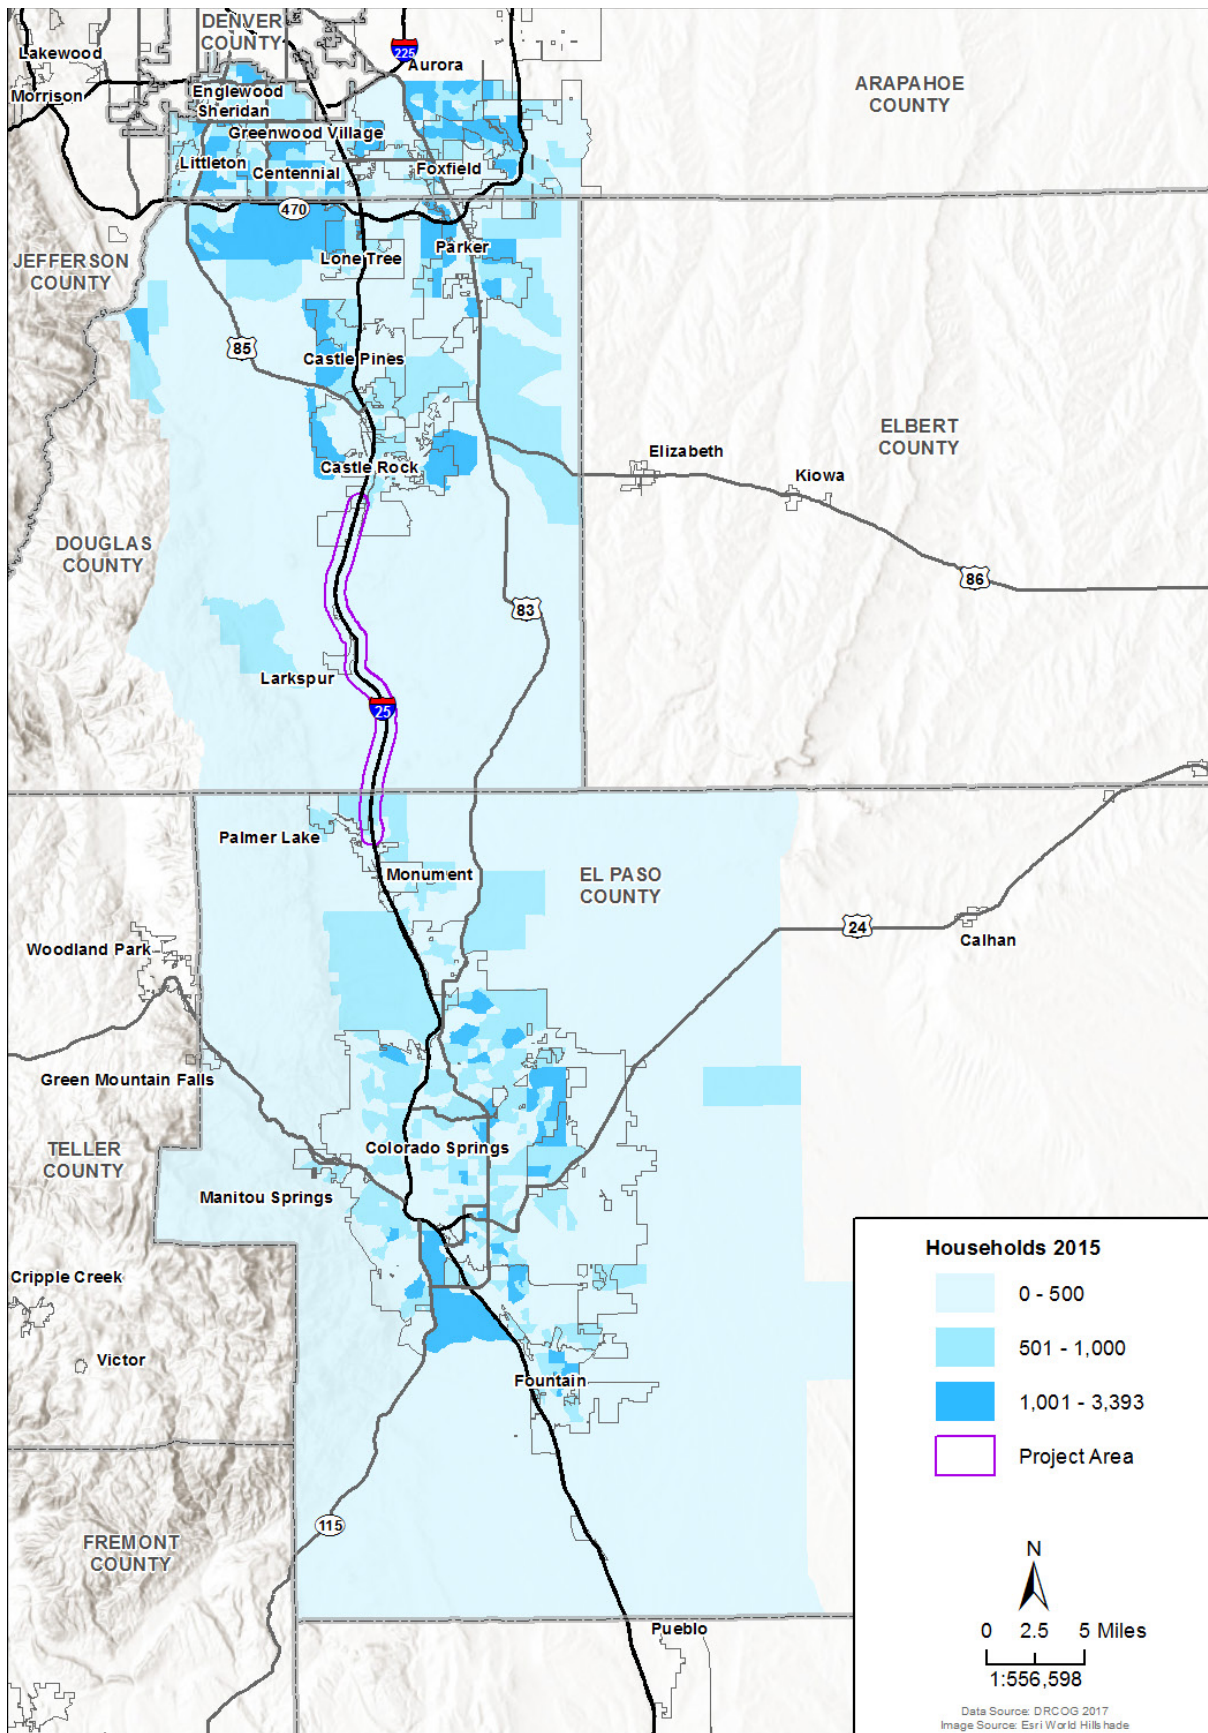 DENVER
COUNTY
Lakewood
225
Aurora
Morrison
Englewood
Sheridan
ARAPAHOE
COUNTY
Greenwood Village
Littleton
Centennial
Foxfield
470
JEFFERSON
COUNTY
Lone Tree
Parker
85
Castle Pines
ELBERT
COUNTY
Castle Rock
Elizabeth
Kiowa
DOUGLAS
COUNTY
86
83
Larkspur
25
Palmer Lake
Monument
EL PASO
COUNTY
24
Calhan
Woodland Park
Green Mountain Falls
TELLER
COUNTY
Colorado Springs
Manitou Springs
Cripple Creek
Victor
Fountain
115
FREMONT
COUNTY
Pueblo
Households 2015
0 - 500
501 - 1,000
1,001 - 3,393
Project Area
N
0 2.5 5 Miles
1:556,598
Data Source: DRCOG 2017
Image Source: Esri World Hillshade